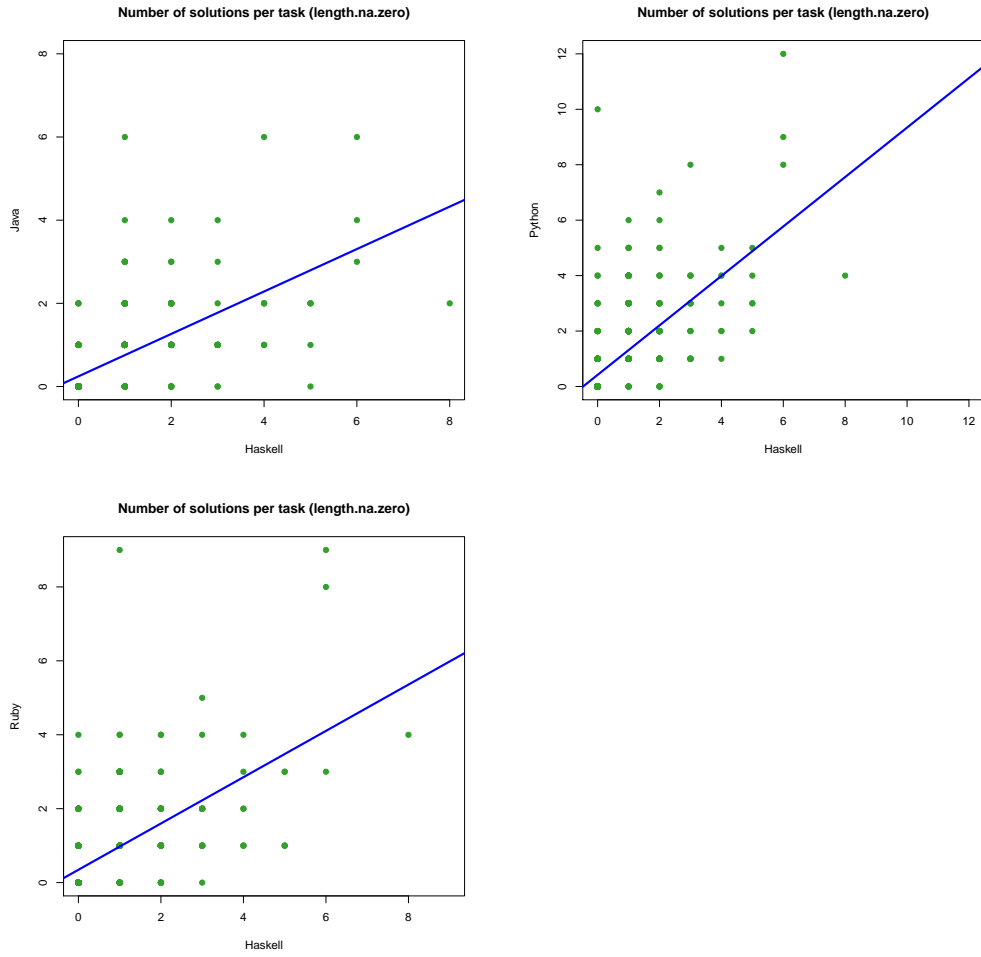 Number of solutions per task (length.na.zero)
8
6
4
2
0
Java
0 2 4 6 8
Haskell
Number of solutions per task (length.na.zero)
12
10
8
6
4
2
0
Python
0 2 4 6 8 10 12
Haskell
Number of solutions per task (length.na.zero)
8
6
4
2
0
Ruby
0 2 4 6 8
Haskell